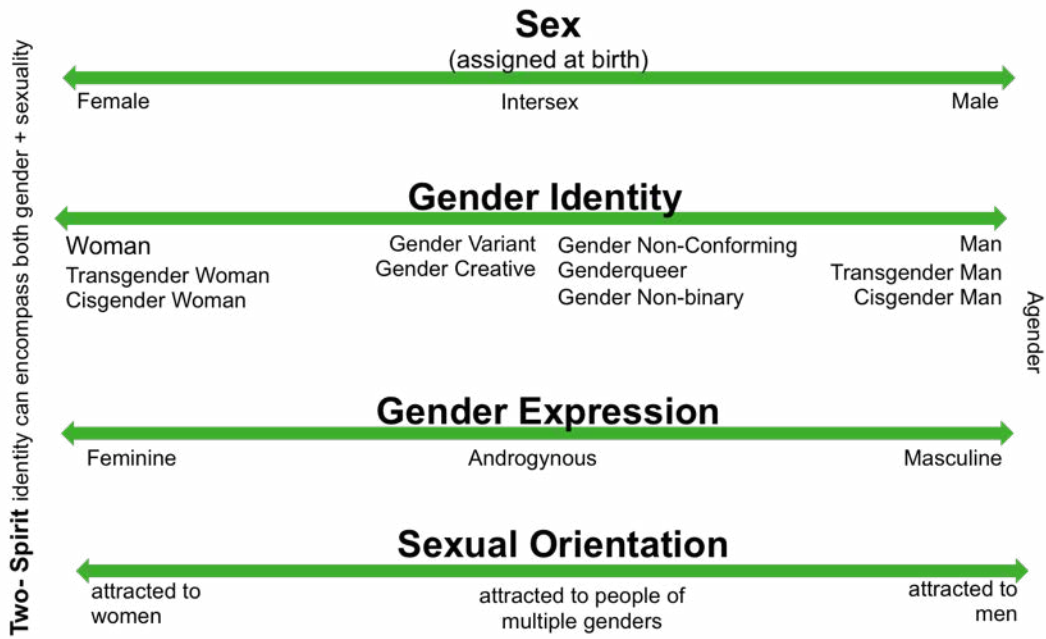 Sex
(assigned at birth)
Female
Intersex
Male
Gender Identity
Woman
Transgender Woman
Cisgender Woman
Gender Variant
Gender Creative
Gender Non-Conforming
Genderqueer
Gender Non-binary
Man
Transgender Man
Cisgender Man
Agender
Gender Expression
Feminine
Androgynous
Masculine
Sexual Orientation
attracted to
women
attracted to people of
multiple genders
attracted to
men
Two- Spirit identity can encompass both gender + sexuality